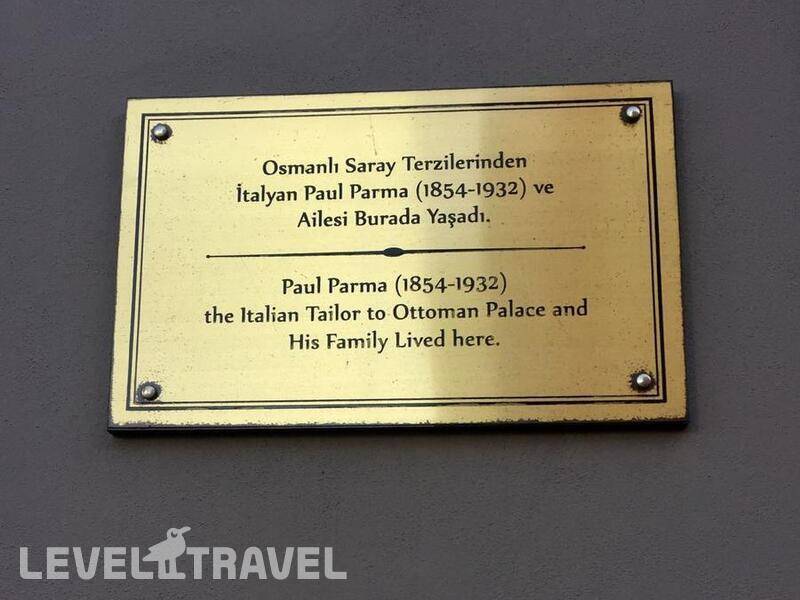 Osmanlı Saray Terzilerinden
İtalyan Paul Parma (1854-1932) ve
Ailesi Burada Yaşadı.
Paul Parma (1854-1932)
the Italian Tailor to Ottoman Palace and
His Family Lived here.
LEVEL TRAVEL